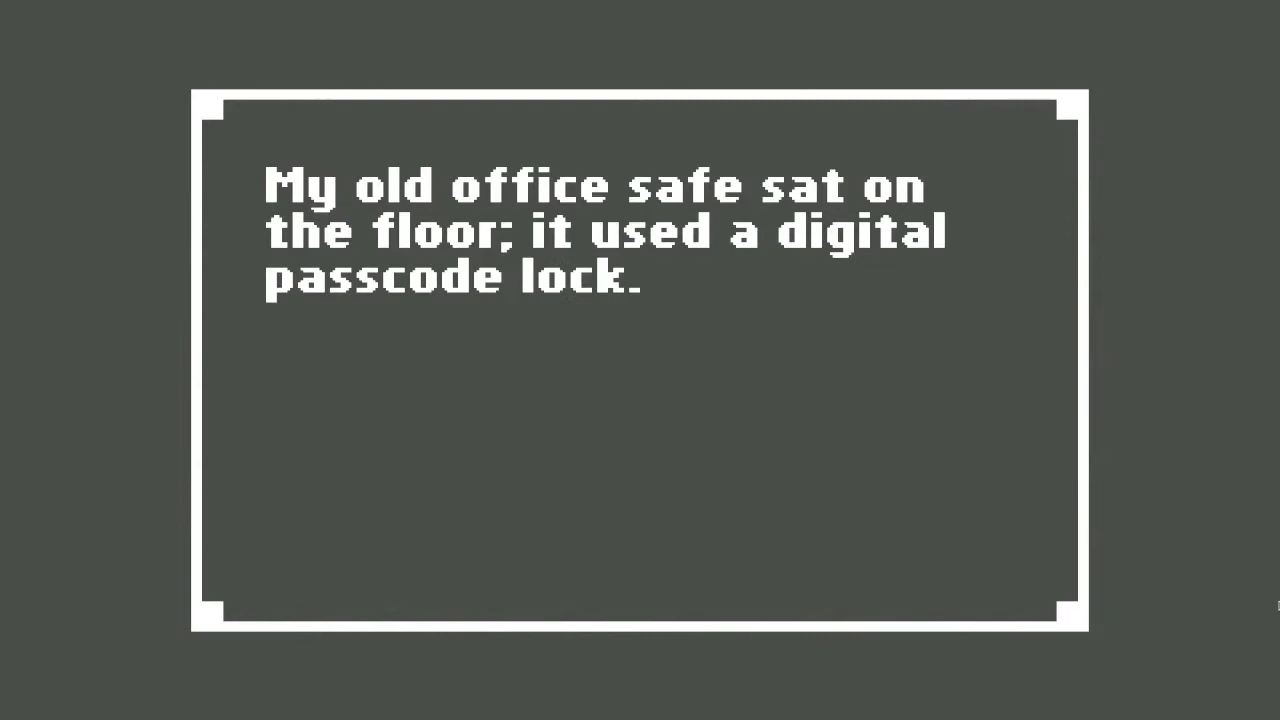 My old office safe sat on
the floor; it used a digital
passcode lock.